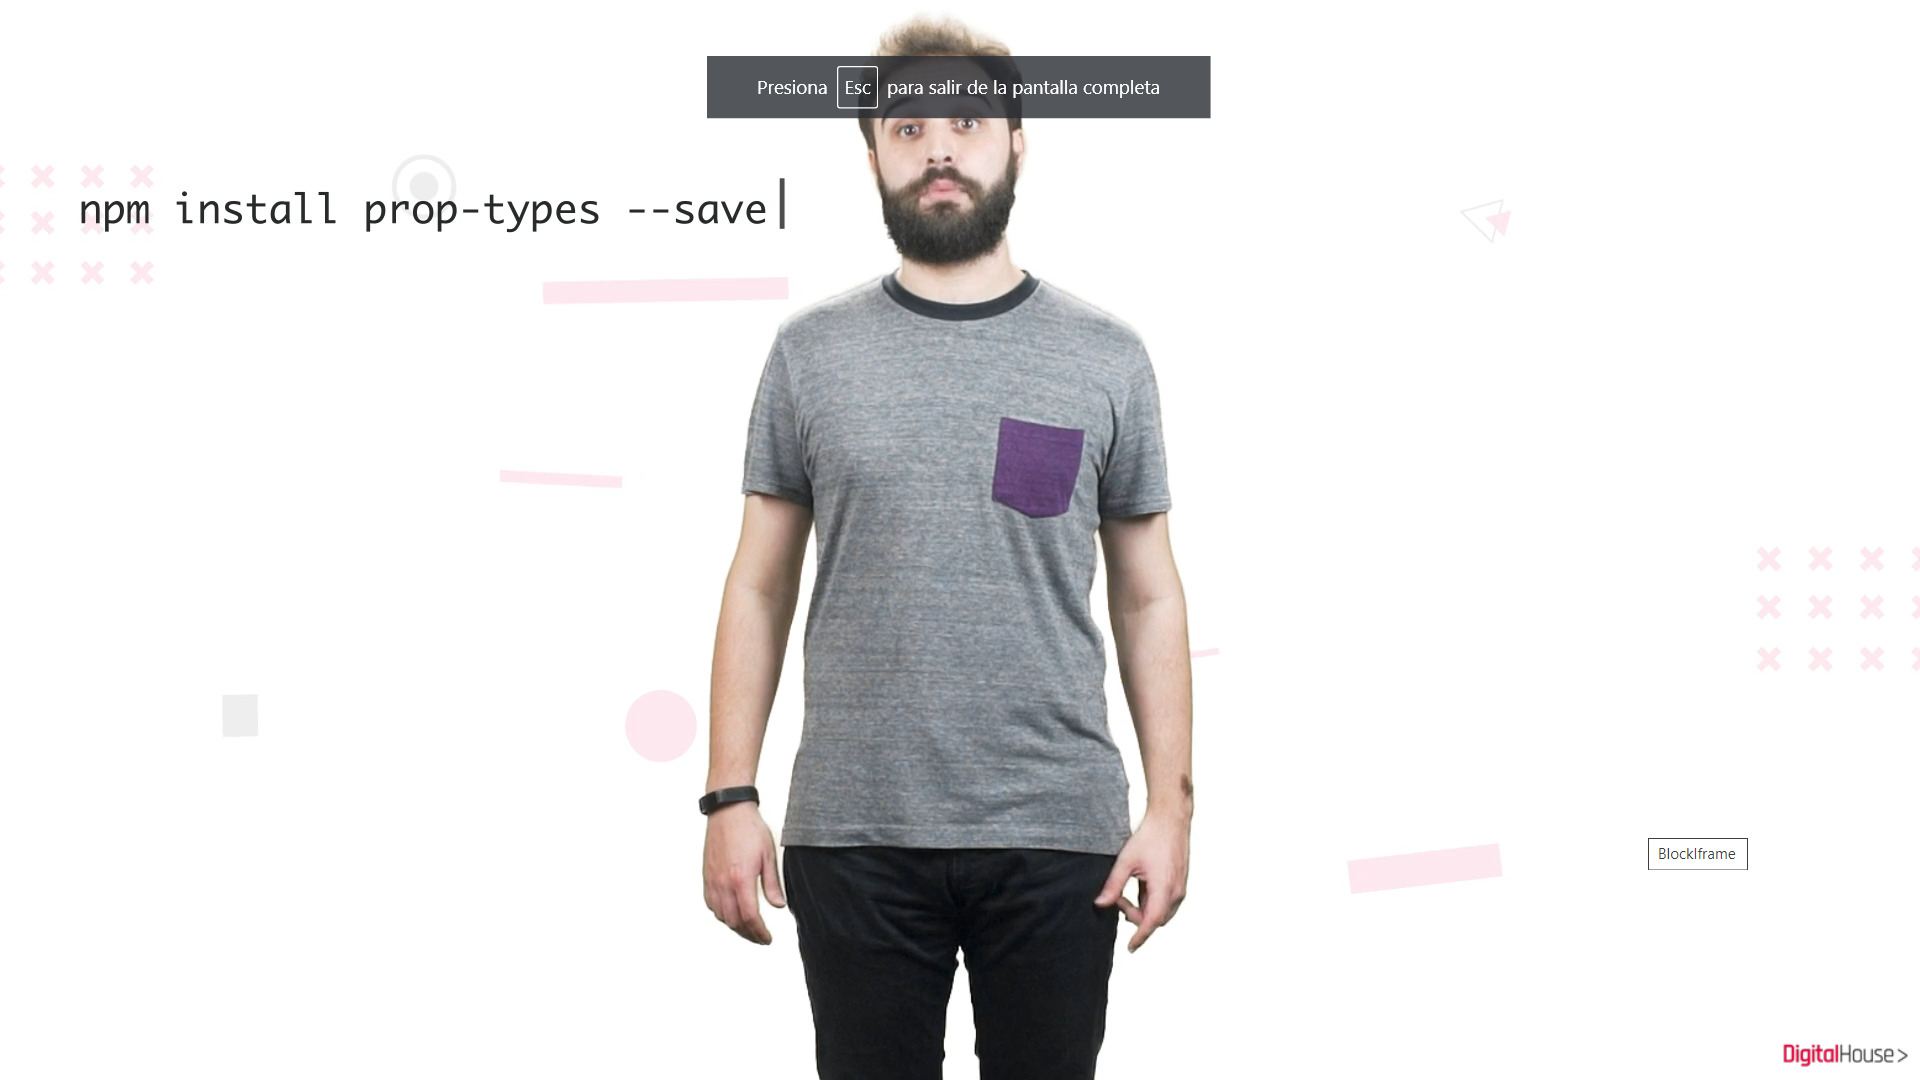 Presiona Esc para salir de la pantalla completa
npm install prop-types --save
BlockIframe
DigitalHouse>